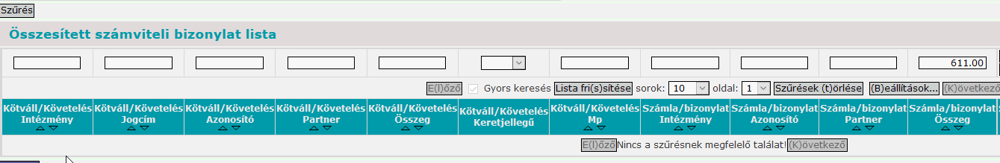 Szűrés
Összesített számviteli bizonylat lista
611.00
E(l)őző Gyors keresés Lista fri(s)sítése sorok: 10 oldal: 1 Szűrések (t)örlése (B)eállítások... (K)övetkező
Kötváll/Követelés Intézmény Kötváll/Követelés Jogcím Kötváll/Követelés Azonosító Kötváll/Követelés Partner Kötváll/Követelés Összeg Kötváll/Követelés Keretjellegű Kötváll/Követelés Mp Számla/bizonylat Intézmény Számla/bizonylat Azonosító Számla/bizonylat Partner Számla/bizonylat Összeg
E(l)őző Nincs a szűrésnek megfelelő találat! (K)övetkező